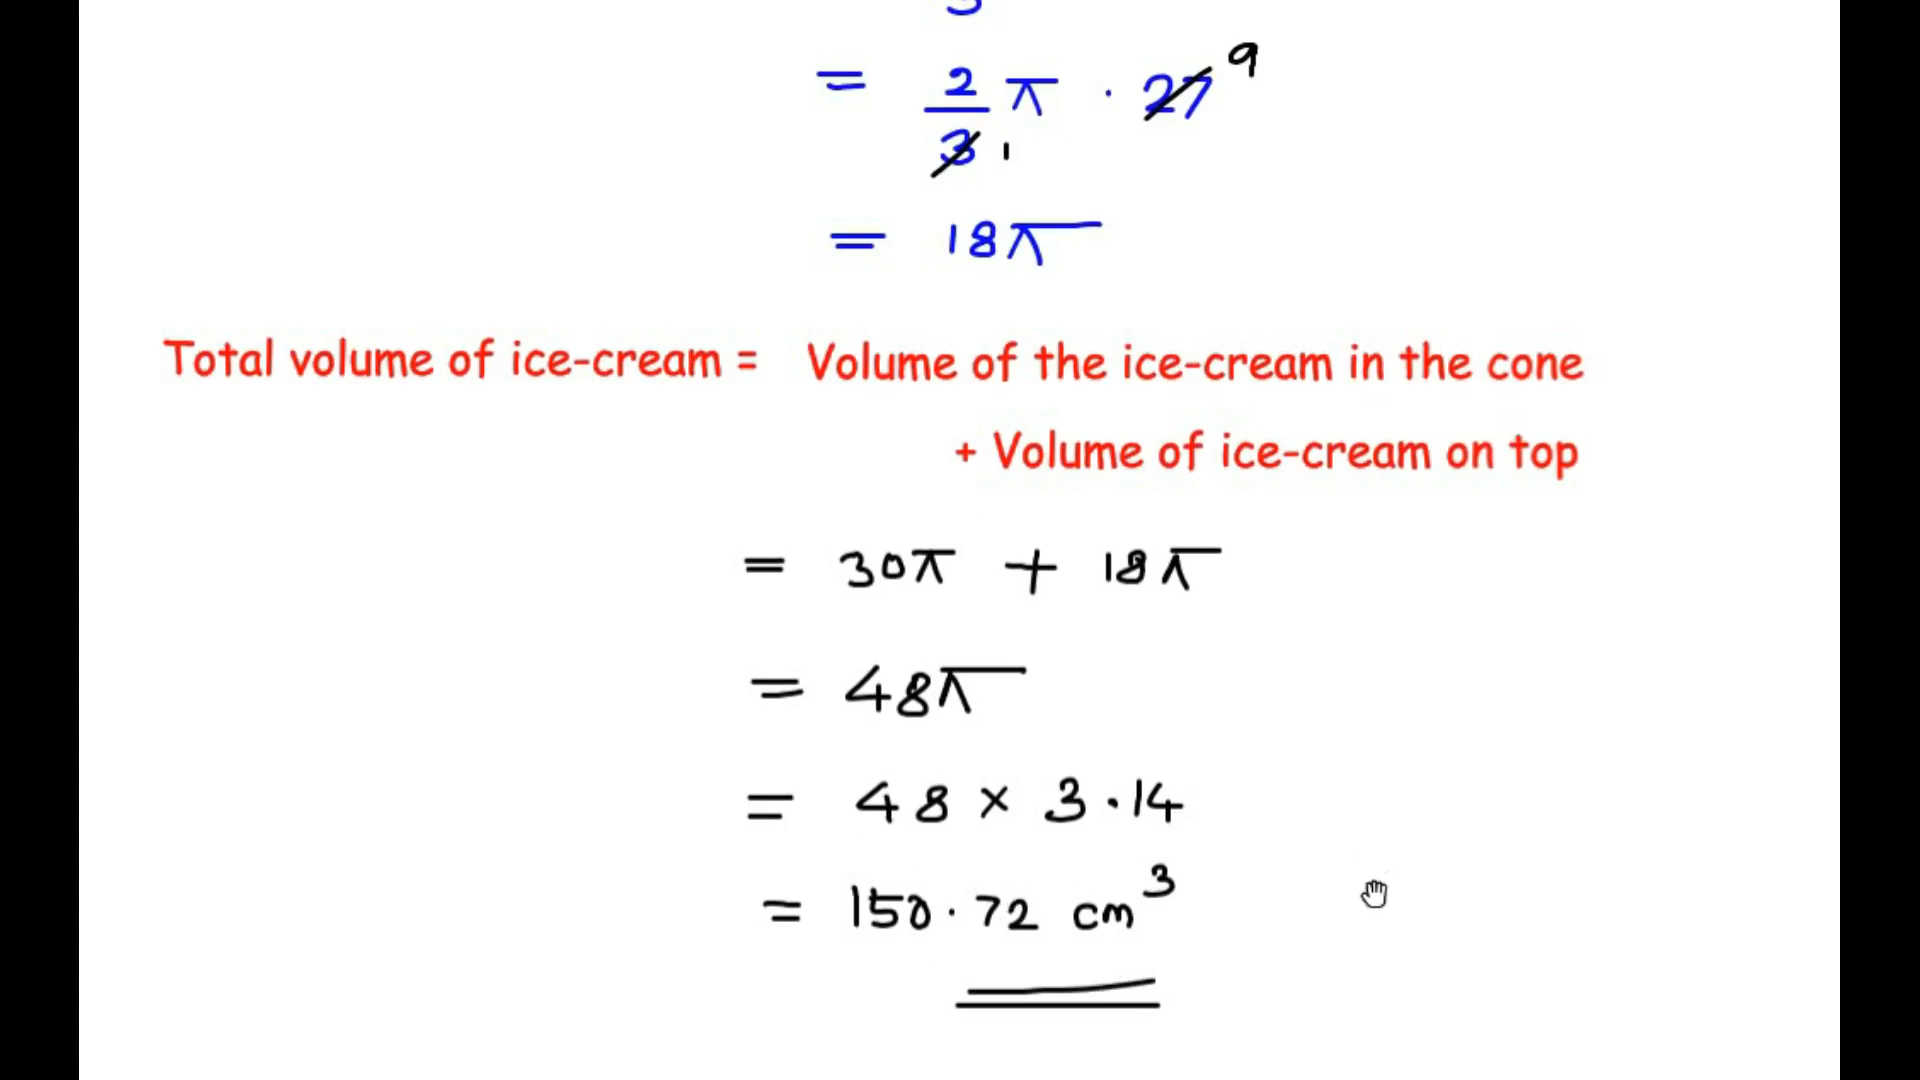 = 2/3 π · 27 9
1
= 18π
Total volume of ice-cream = Volume of the ice-cream in the cone
+ Volume of ice-cream on top
= 30π + 18π
= 48π
= 48 × 3.14
= 150.72 cm³